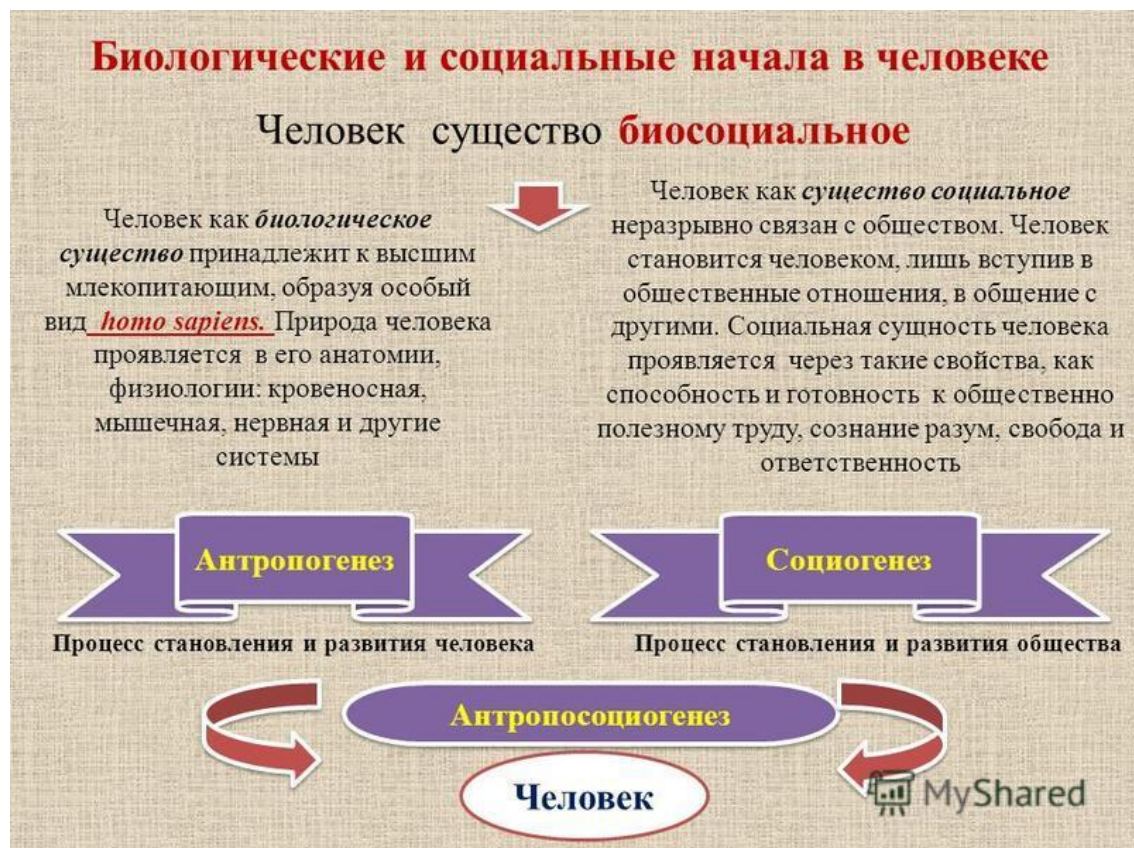 Биологические и социальные начала в человеке
Человек существо биосоциальное
Человек как биологическое
существо принадлежит к высшим
млекопитающим, образуя особый
вид homo sapiens. Природа человека
проявляется в его анатомии,
физиологии: кровеносная,
мышечная, нервная и другие
системы
Человек как существо социальное
неразрывно связан с обществом. Человек
становится человеком, лишь вступив в
общественные отношения, в общение с
другими. Социальная сущность человека
проявляется через такие свойства, как
способность и готовность к общественно
полезному труду, сознание разум, свобода и
ответственность
Антропогенез
Процесс становления и развития человека
Социогенез
Процесс становления и развития общества
Антропосоциогенез
Человек
MyShared